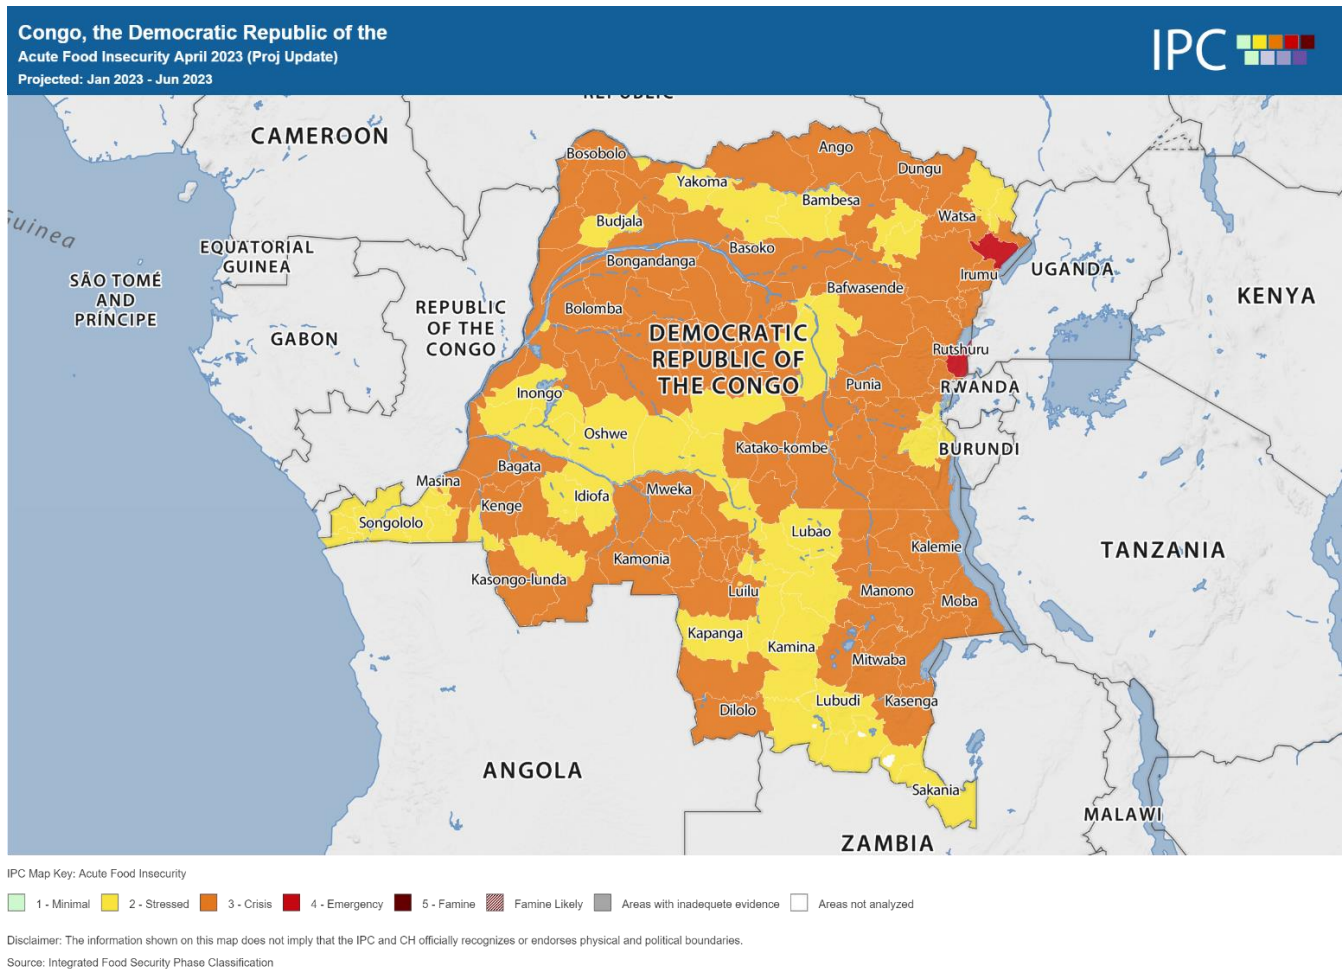 Congo, the Democratic Republic of the
Acute Food Insecurity April 2023 (Proj Update)
Projected: Jan 2023 - Jun 2023
IPC
REPUBLIC
CAMEROON
Bosobolo
Ango
Dungu
Yakoma
Bambesa
Watsa
Budjala
Guinea
EQUATORIAL
GUINEA
Basoko
Bongandanga
Irumu
UGANDA
SÃO TOMÉ
AND
PRÍNCIPE
Bafwasende
KENYA
REPUBLIC
OF THE
CONGO
Bolomba
GABON
DEMOCRATIC
REPUBLIC OF
THE CONGO
Rutshuru
Punia
RWANDA
Inongo
Oshwe
Katako-kombe
BURUNDI
Bagata
Masina
Mweka
Idiofa
Kenge
Songololo
Lubao
Kalemie
TANZANIA
Kamonia
Kasongo-lunda
Luilu
Manono
Moba
Kapanga
Kamina
Mitwaba
Lubudi
Kasenga
Dilolo
ANGOLA
Sakania
MALAWI
ZAMBIA
IPC Map Key: Acute Food Insecurity
1 - Minimal 2 - Stressed 3 - Crisis 4 - Emergency 5 - Famine Famine Likely Areas with inadequete evidence Areas not analyzed
Disclaimer: The information shown on this map does not imply that the IPC and CH officially recognizes or endorses physical and political boundaries.
Source: Integrated Food Security Phase Classification